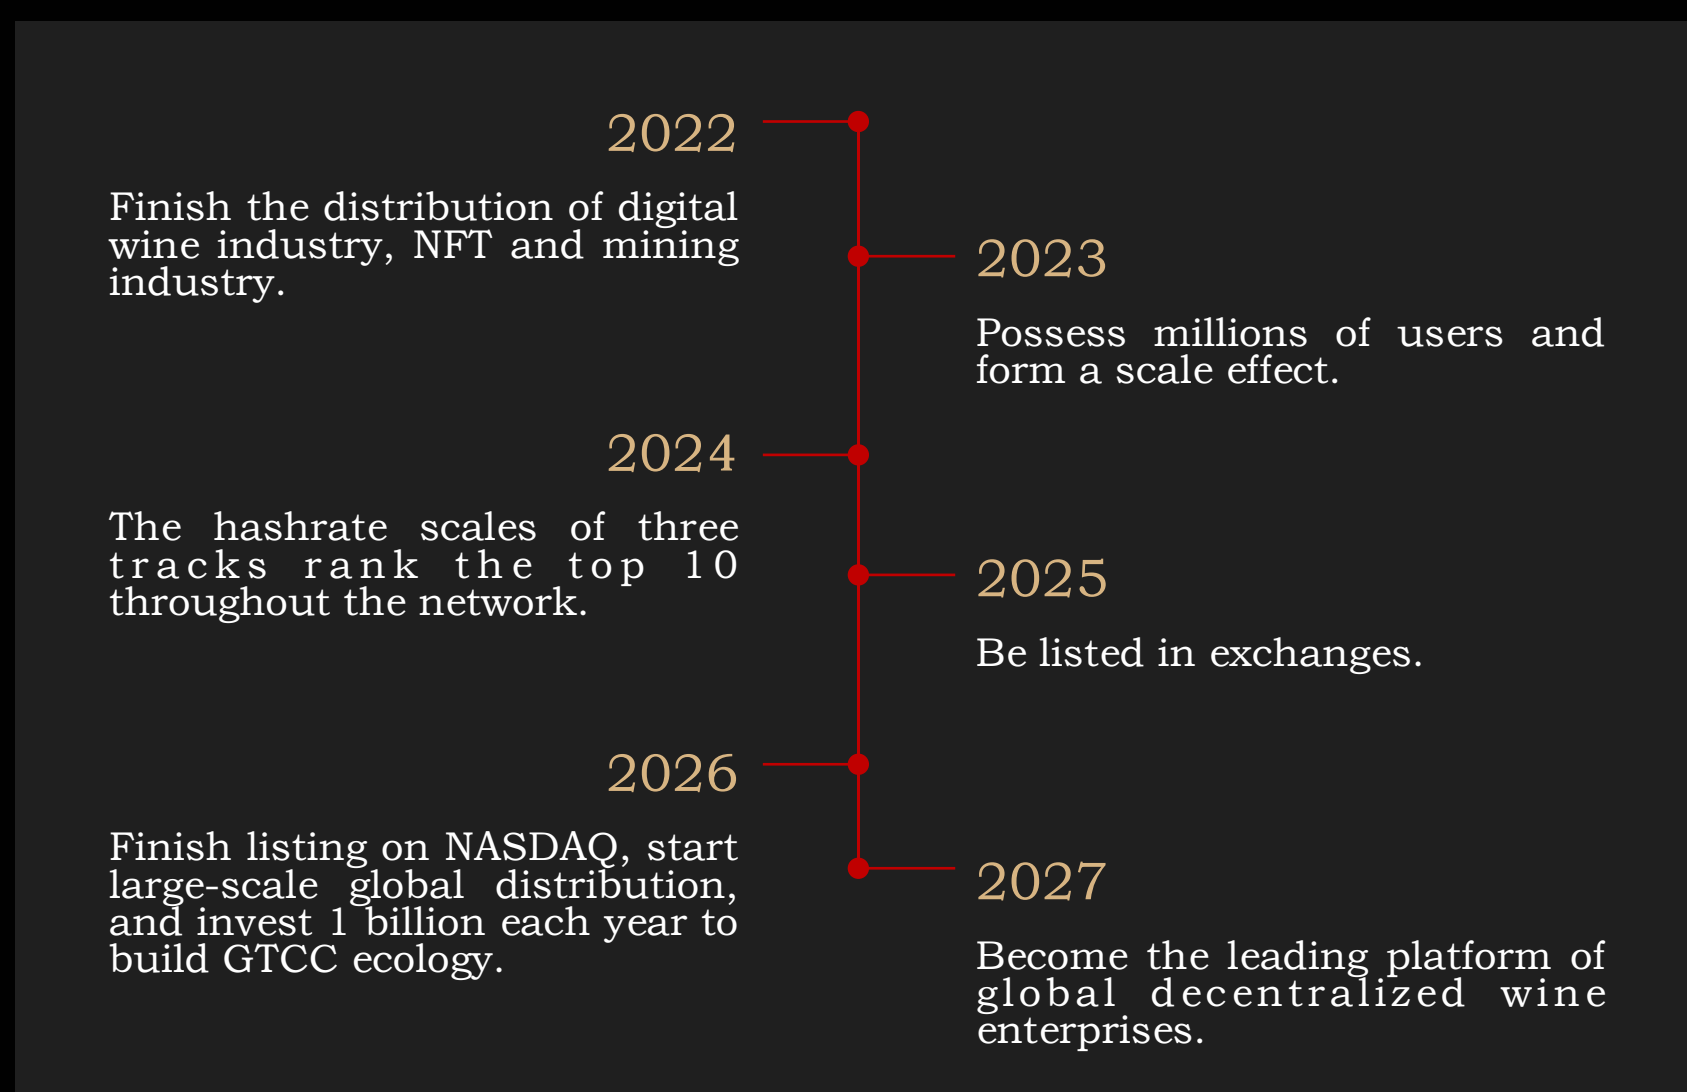 2022
Finish the distribution of digital
wine industry, NFT and mining
industry.
2023
Possess millions of users and
form a scale effect.
2024
The hashrate scales of three
tracks rank the top 10
throughout the network.
2025
Be listed in exchanges.
2026
Finish listing on NASDAQ, start
large-scale global distribution,
and invest 1 billion each year to
build GTCC ecology.
2027
Become the leading platform of
global decentralized wine
enterprises.